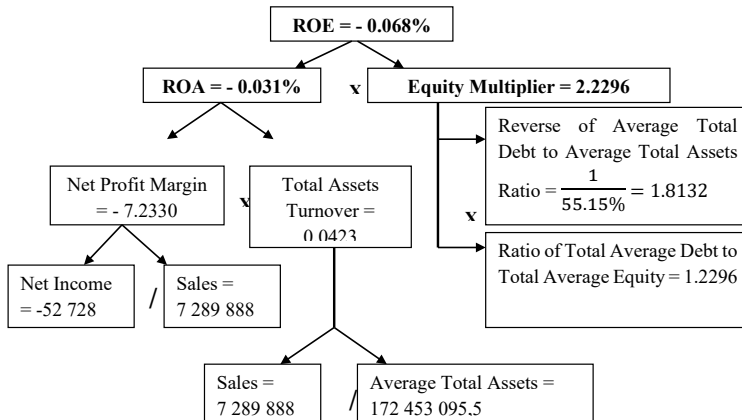 ROE = - 0.068%
ROA = - 0.031%
x
Equity Multiplier = 2.2296
Reverse of Average Total
Debt to Average Total Assets
Ratio = 1/55.15% = 1.8132
Net Profit Margin
= - 7.2330
x
Total Assets
Turnover =
0.0423
x
Ratio of Total Average Debt to
Total Average Equity = 1.2296
Net Income
= -52 728
/
Sales =
7 289 888
Sales =
7 289 888
/
Average Total Assets =
172 453 095,5